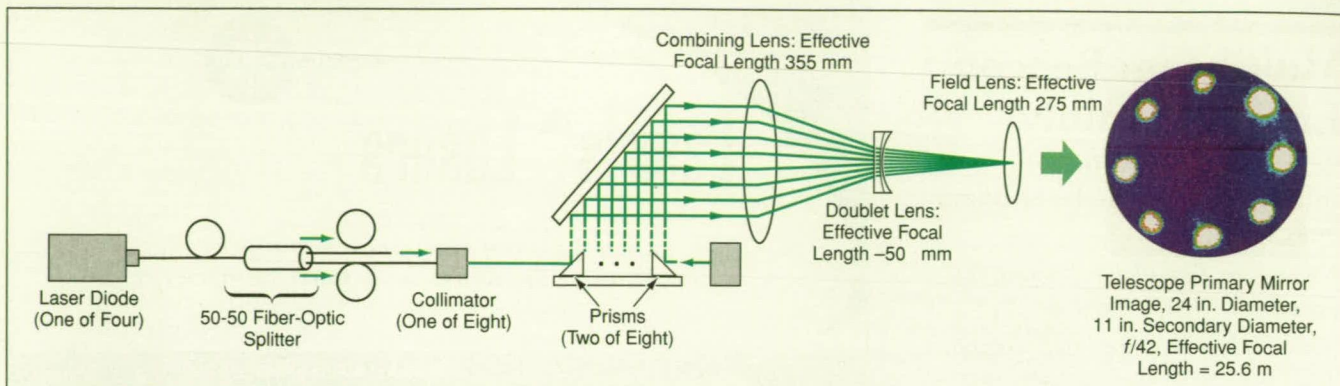 Combining Lens: Effective
Focal Length 355 mm
Field Lens: Effective
Focal Length 275 mm
Doublet Lens:
Effective Focal
Length –50 mm
Laser Diode
(One of Four)
50-50 Fiber-Optic
Splitter
Collimator
(One of Eight)
Prisms
(Two of Eight)
Telescope Primary Mirror
Image, 24 in. Diameter,
11 in. Secondary Diameter,
f/42, Effective Focal
Length = 25.6 m